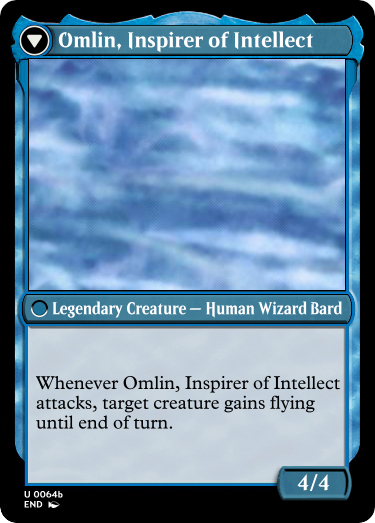 Omlin, Inspirer of Intellect
Legendary Creature — Human Wizard Bard
Whenever Omlin, Inspirer of Intellect
attacks, target creature gains flying
until end of turn.
4/4
U 0064b
END